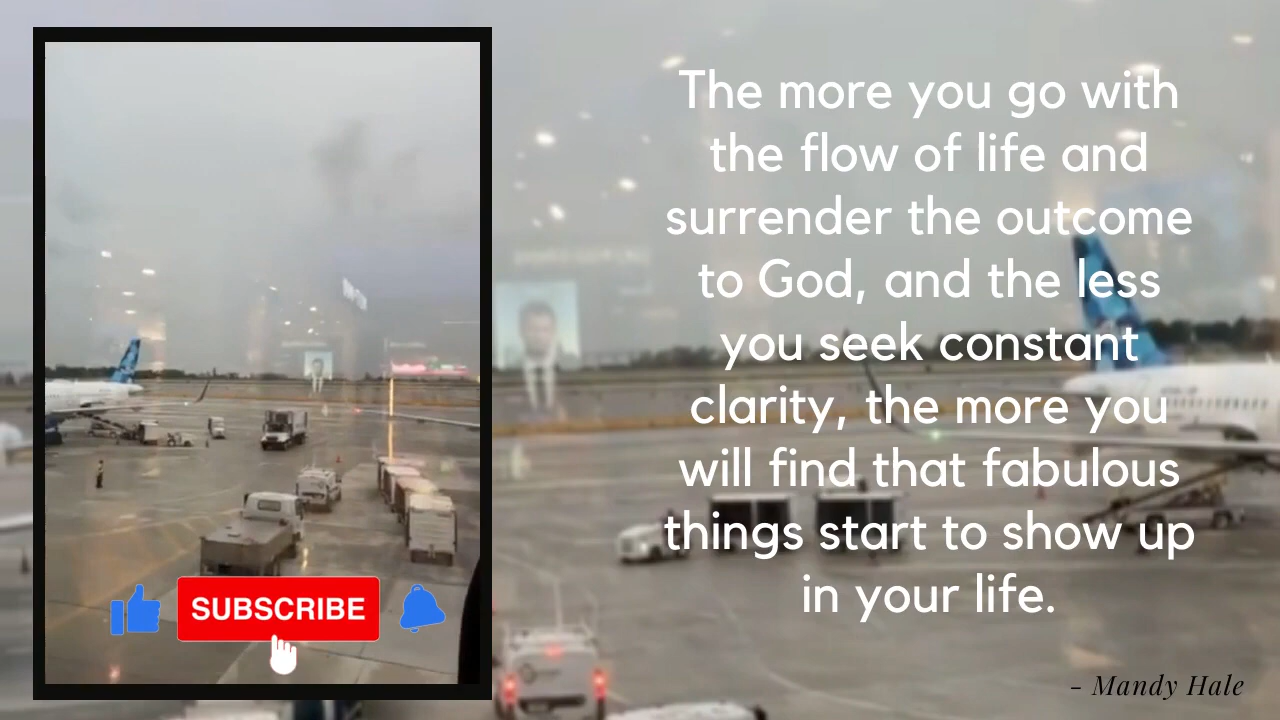 The more you go with
the flow of life and
surrender the outcome
to God, and the less
you seek constant
clarity, the more you
will find that fabulous
things start to show up
in your life.
- Mandy Hale
SUBSCRIBE